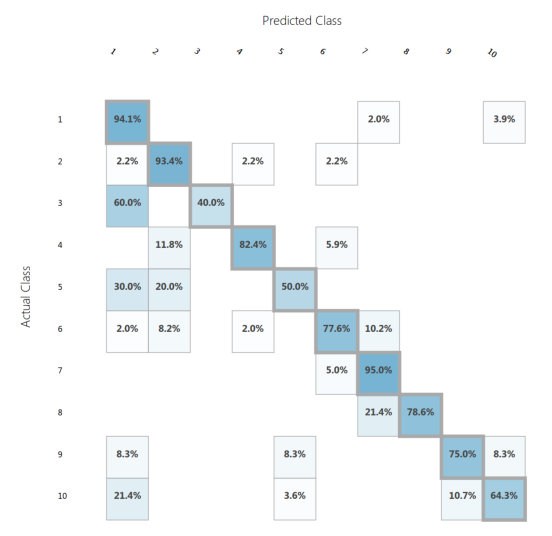 Predicted Class
1 2 3 4 5 6 7 8 9 10
1 94.1% 2.0% 3.9%
2 2.2% 93.4% 2.2% 2.2%
3 60.0% 40.0%
4 11.8% 82.4% 5.9%
Actual Class
5 30.0% 20.0% 50.0%
6 2.0% 8.2% 2.0% 77.6% 10.2%
7 5.0% 95.0%
8 21.4% 78.6%
9 8.3% 8.3% 75.0% 8.3%
10 21.4% 3.6% 10.7% 64.3%